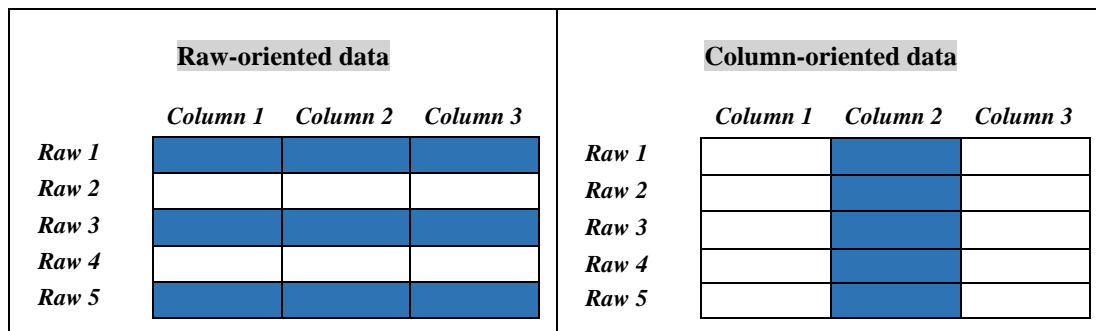 Raw-oriented data
Column 1 Column 2 Column 3
Raw 1
Raw 2
Raw 3
Raw 4
Raw 5
Column-oriented data
Column 1 Column 2 Column 3
Raw 1
Raw 2
Raw 3
Raw 4
Raw 5